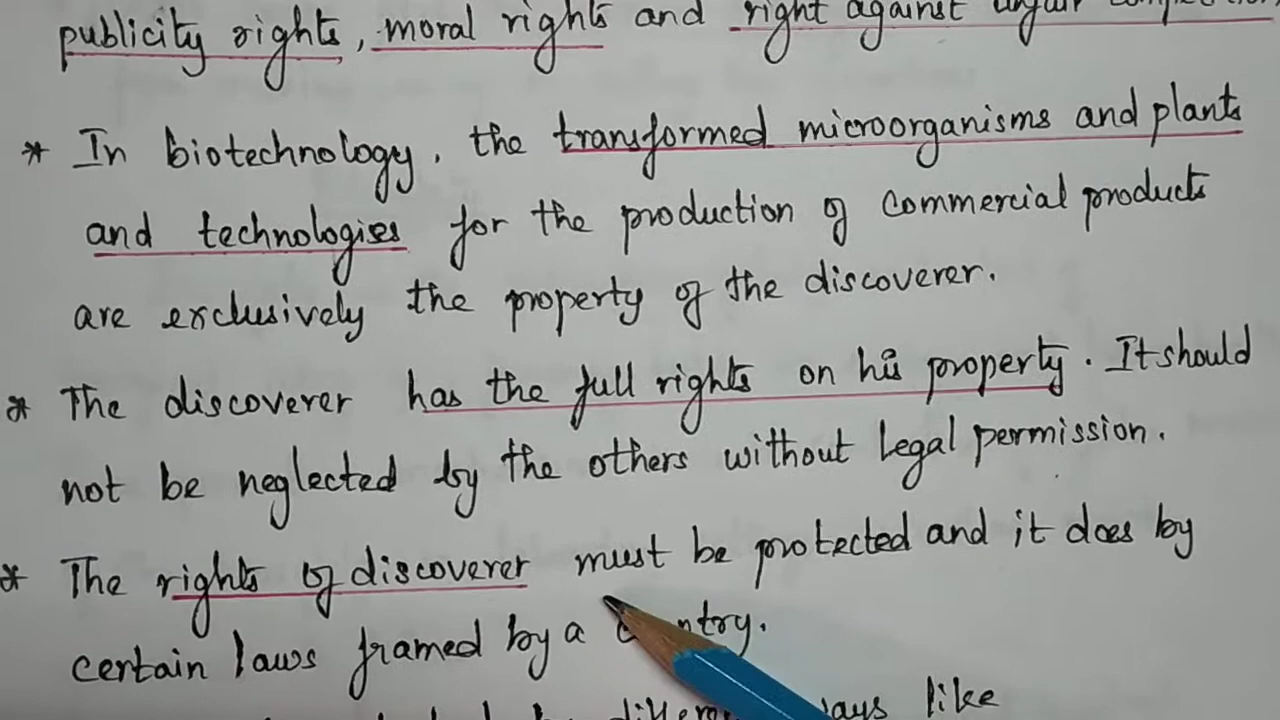 publicity rights, moral rights and right against
* In biotechnology, the transformed microorganisms and plants
and technologies for the production of commercial products
are exclusively the property of the discoverer.
* The discoverer has the full rights on his property. It should
not be neglected by the others without legal permission.
* The rights of discoverer must be protected and it does by
certain laws framed by a
like